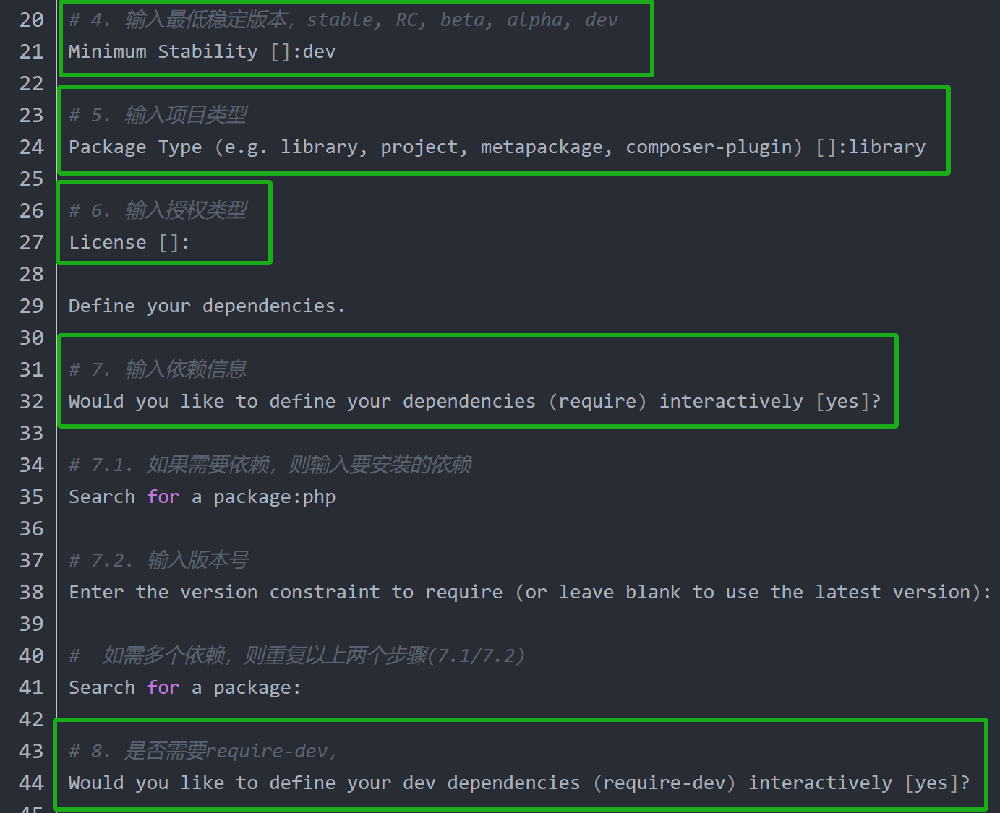 20 # 4. 输入最低稳定版本, stable, RC, beta, alpha, dev
21 Minimum Stability []:dev
22
23 # 5. 输入项目类型
24 Package Type (e.g. library, project, metapackage, composer-plugin) []:library
25
26 # 6. 输入授权类型
27 License []:
28
29 Define your dependencies.
30
31 # 7. 输入依赖信息
32 Would you like to define your dependencies (require) interactively [yes]?
33
34 # 7.1. 如果需要依赖，则输入要安装的依赖
35 Search for a package:php
36
37 # 7.2. 输入版本号
38 Enter the version constraint to require (or leave blank to use the latest version):
39
40 #  如需多个依赖，则重复以上两个步骤(7.1/7.2)
41 Search for a package:
42
43 # 8. 是否需要require-dev,
44 Would you like to define your dev dependencies (require-dev) interactively [yes]?
45